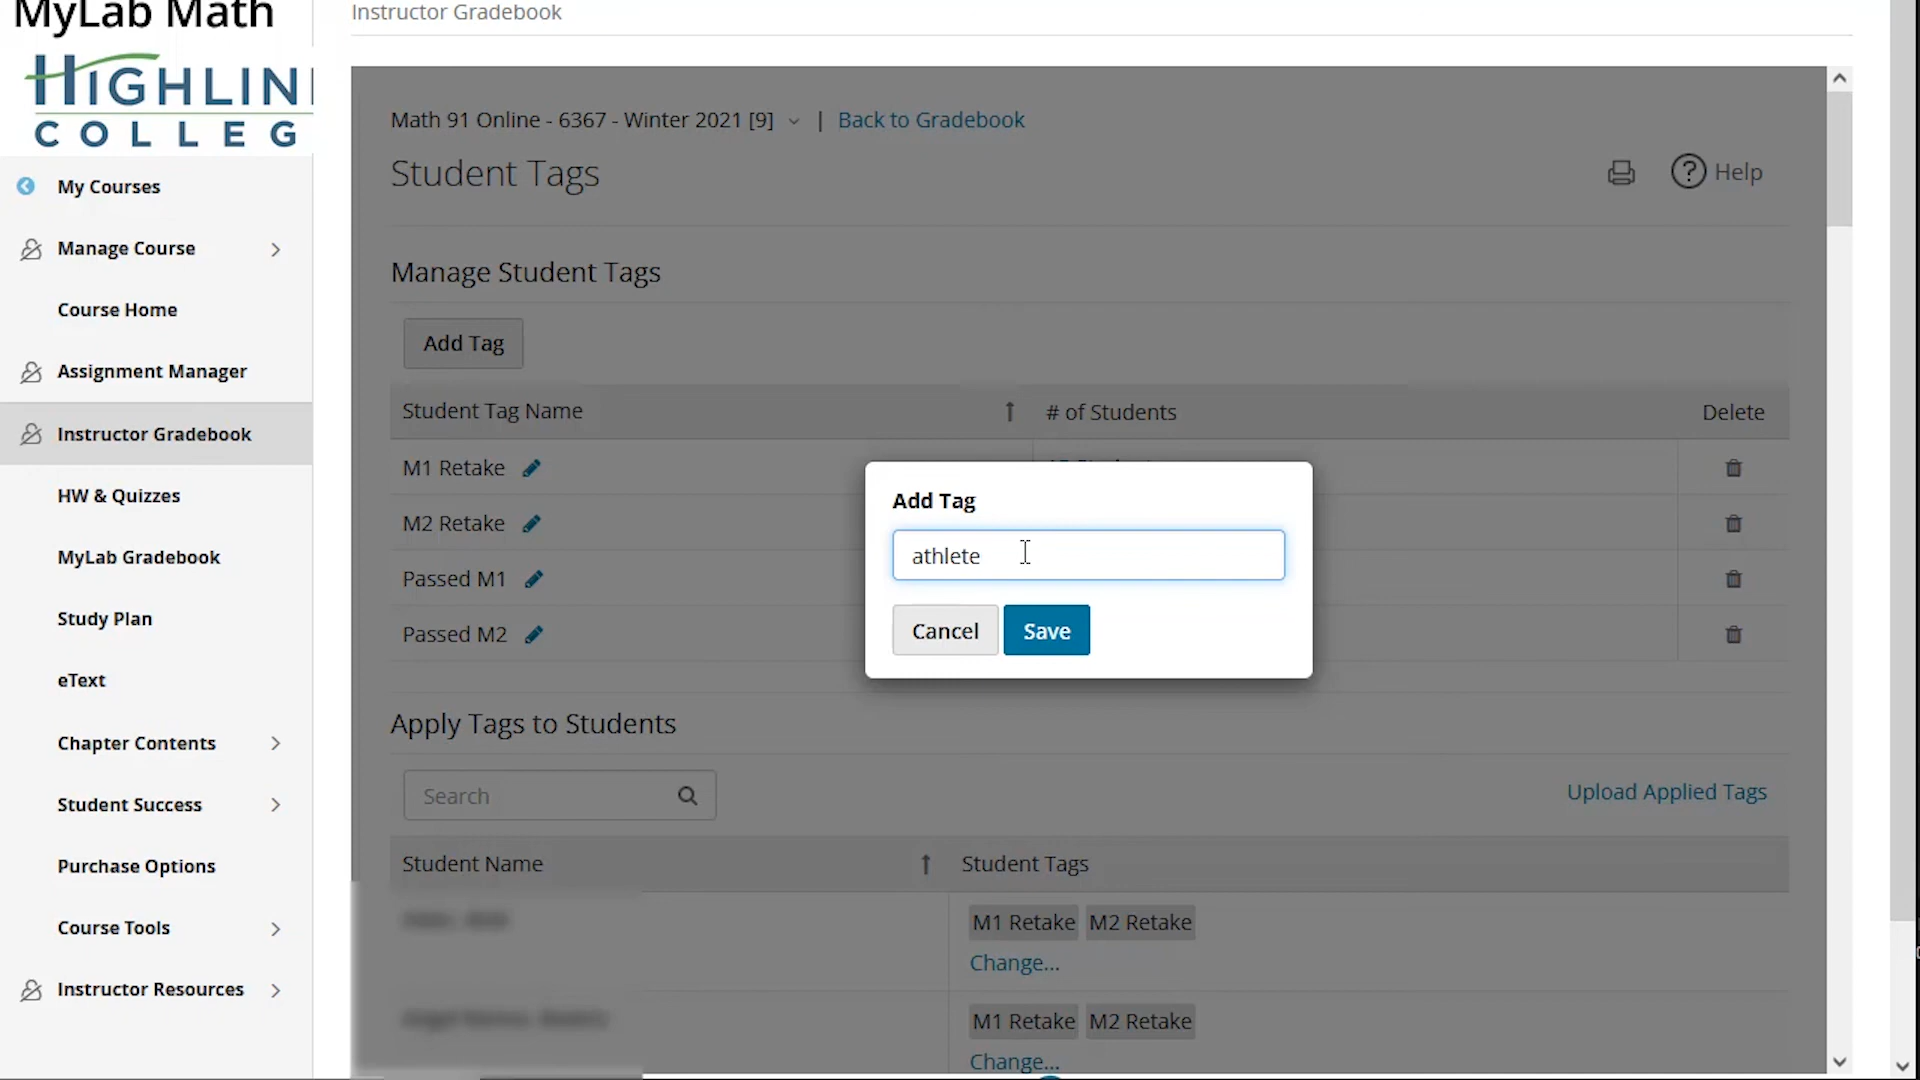 MyLab Math
HIGHLIN
COLLEG
My Courses
Manage Course
Course Home
Assignment Manager
Instructor Gradebook
HW & Quizzes
MyLab Gradebook
Study Plan
eText
Chapter Contents
Student Success
Purchase Options
Course Tools
Instructor Resources
Instructor Gradebook
Math 91 Online - 6367 - Winter 2021 [9] | Back to Gradebook
Student Tags
Help
Manage Student Tags
Add Tag
Student Tag Name # of Students Delete
M1 Retake
M2 Retake
Passed M1
Passed M2
Add Tag
athlete
Cancel Save
Apply Tags to Students
Search
Upload Applied Tags
Student Name Student Tags
M1 Retake M2 Retake
Change...
M1 Retake M2 Retake
Change...